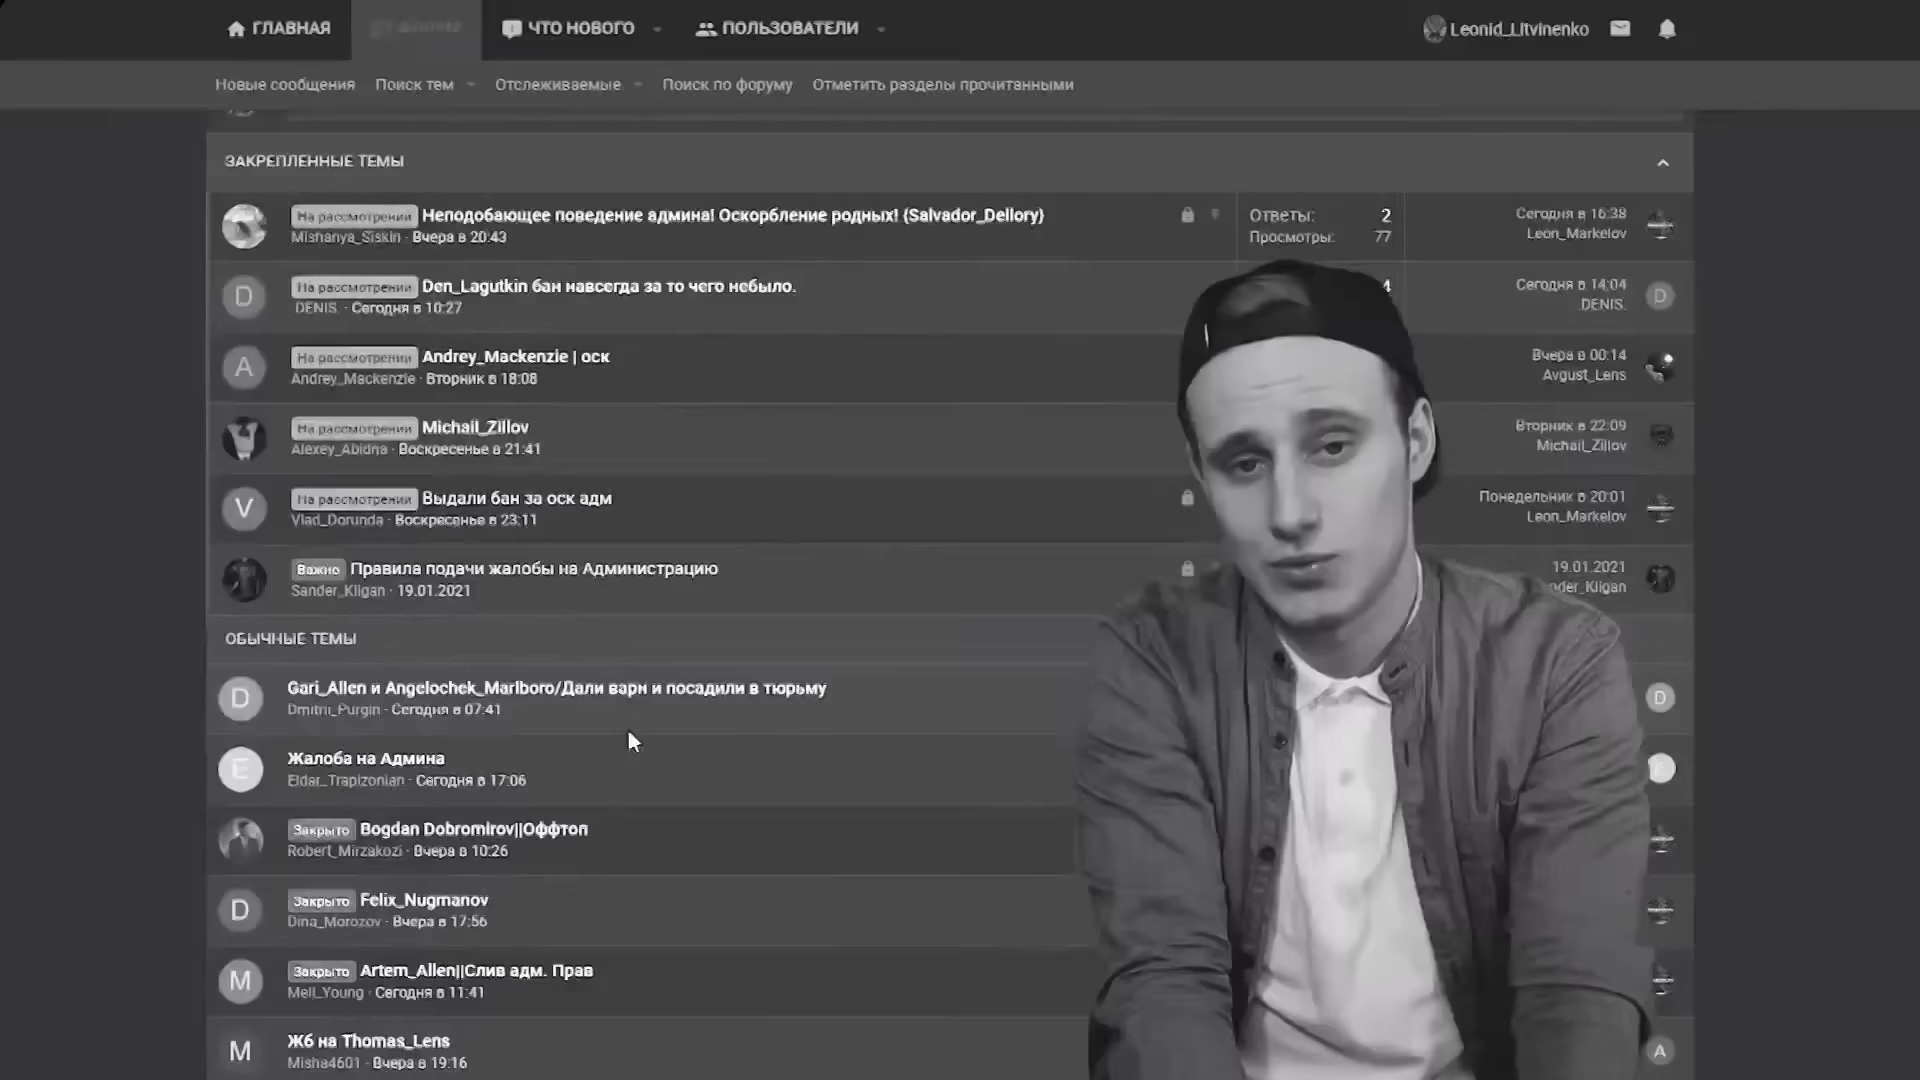 ГЛАВНАЯ
ЧТО НОВОГО
ПОЛЬЗОВАТЕЛИ
Leonid_Litvinenko
Новые сообщения
Поиск тем
Отслеживаемые
Поиск по форуму
Отметить разделы прочитанными
ЗАКРЕПЛЕННЫЕ ТЕМЫ
На рассмотрении Неподобающее поведение админа! Оскорбление родных! (Salvador_Dellory)
Mishanya_Siskin · Вчера в 20:43
Ответы: 2
Просмотры: 77
Сегодня в 16:38
Leon_Markelov
D
На рассмотрении Den_Lagutkin бан навсегда за то чего небыло.
DENIS. · Сегодня в 10:27
4
Сегодня в 14:04
DENIS.
D
A
На рассмотрении Andrey_Mackenzie | оск
Andrey_Mackenzie · Вторник в 18:08
Вчера в 00:14
Avgust_Lens
На рассмотрении Michail_Zillov
Alexey_Abidna · Воскресенье в 21:41
Вторник в 22:09
Michail_Zillov
V
На рассмотрении Выдали бан за оск адм
Vlad_Dorunda · Воскресенье в 23:11
Понедельник в 20:01
Leon_Markelov
Важно Правила подачи жалобы на Администрацию
Sander_Kligan · 19.01.2021
19.01.2021
nder_Kligan
ОБЫЧНЫЕ ТЕМЫ
D
Gari_Allen и Angelochek_Marlboro/Дали варн и посадили в тюрьму
Dmitrii_Purgin · Сегодня в 07:41
D
E
Жалоба на Админа
Eldar_Trapizonian · Сегодня в 17:06
Закрыто Bogdan Dobromirov||Оффтоп
Robert_Mirzakozi · Вчера в 10:26
D
Закрыто Felix_Nugmanov
Dina_Morozov · Вчера в 17:56
M
Закрыто Artem_Allen||Слив адм. Прав
Mell_Young · Сегодня в 11:41
M
Жб на Thomas_Lens
Misha4601 · Вчера в 19:16
A